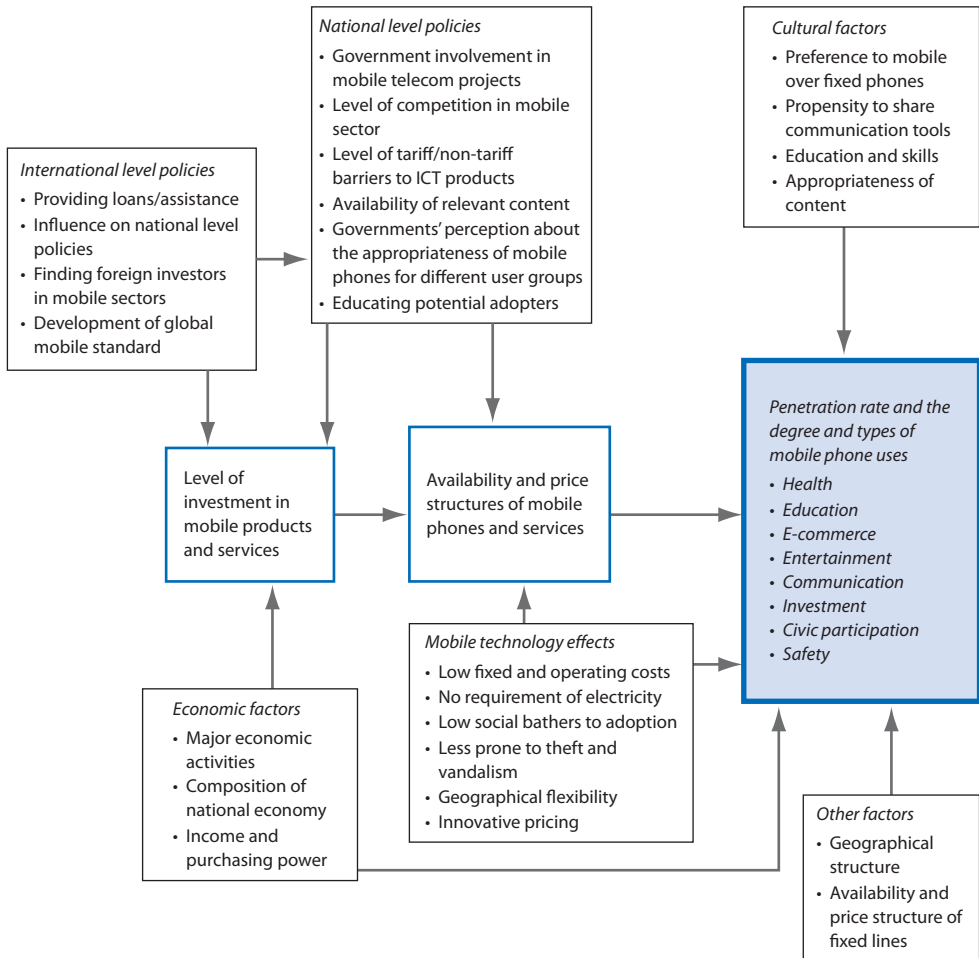 National level policies
• Government involvement in
mobile telecom projects
• Level of competition in mobile
sector
• Level of tariff/non-tariff
barriers to ICT products
• Availability of relevant content
• Governments' perception about
the appropriateness of mobile
phones for different user groups
• Educating potential adopters
Cultural factors
• Preference to mobile
over fixed phones
• Propensity to share
communication tools
• Education and skills
• Appropriateness of
content
International level policies
• Providing loans/assistance
• Influence on national level
policies
• Finding foreign investors
in mobile sectors
• Development of global
mobile standard
Level of
investment in
mobile products
and services
Availability and price
structures of mobile
phones and services
Penetration rate and the
degree and types of
mobile phone uses
• Health
• Education
• E-commerce
• Entertainment
• Communication
• Investment
• Civic participation
• Safety
Economic factors
• Major economic
activities
• Composition of
national economy
• Income and
purchasing power
Mobile technology effects
• Low fixed and operating costs
• No requirement of electricity
• Low social bathers to adoption
• Less prone to theft and
vandalism
• Geographical flexibility
• Innovative pricing
Other factors
• Geographical
structure
• Availability and
price structure of
fixed lines